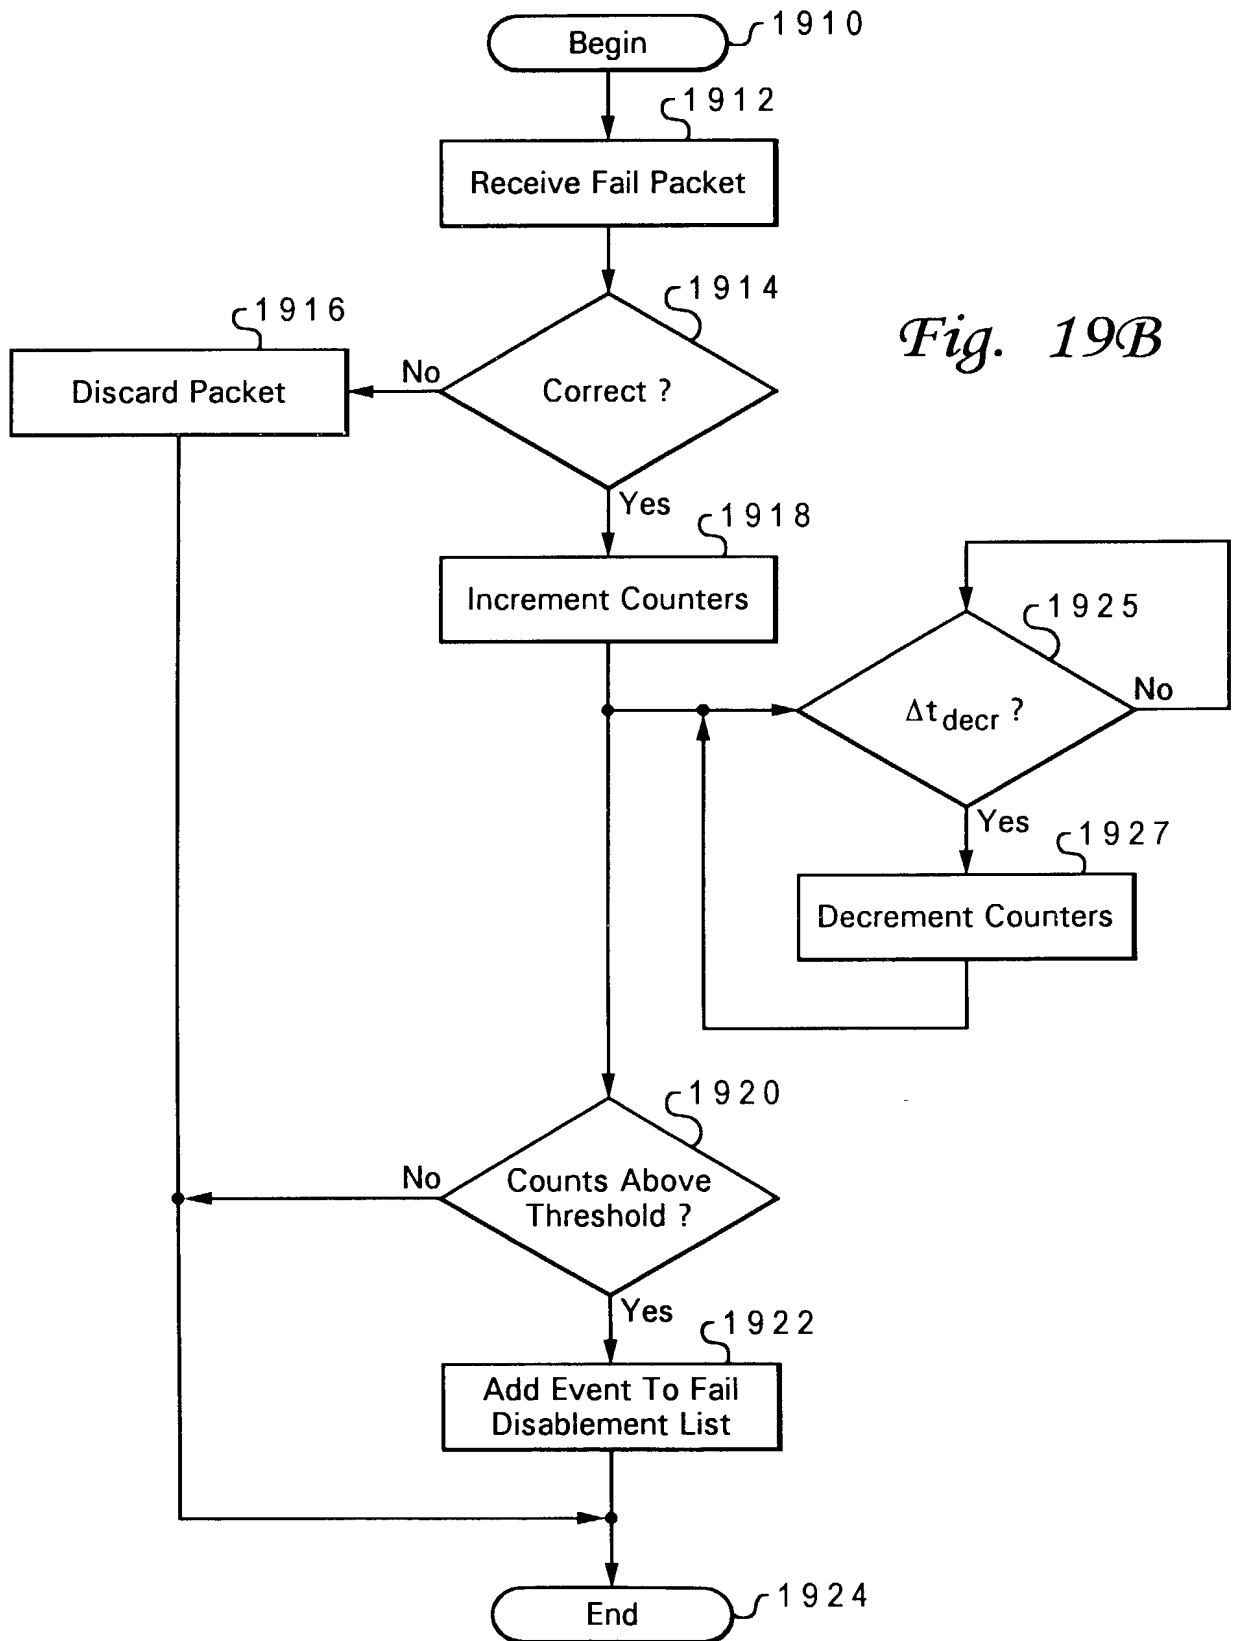 Begin
1910
1912
Receive Fail Packet
1914
1916
Fig. 19B
Discard Packet
No
Correct ?
Yes
1918
Increment Counters
1925
Δt decr ?
No
Yes
1927
Decrement Counters
1920
No
Counts Above
Threshold ?
Yes
1922
Add Event To Fail
Disablement List
End
1924